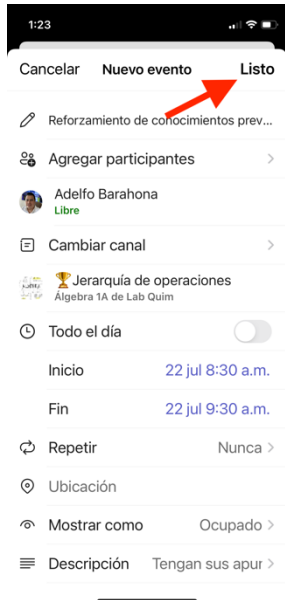 1:23
Cancelar Nuevo evento Listo
Reforzamiento de conocimientos prev...
Agregar participantes
Adelfo Barahona
Libre
Cambiar canal
🏆Jerarquía de operaciones
Álgebra 1A de Lab Quim
Todo el día
Inicio 22 jul 8:30 a.m.
Fin 22 jul 9:30 a.m.
Repetir Nunca
Ubicación
Mostrar como Ocupado
Descripción Tengan sus apur